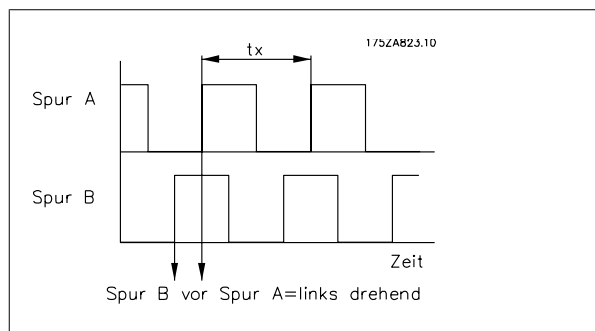 175ZA823.10
tx
Spur A
Spur B
Zeit
Spur B vor Spur A=links drehend